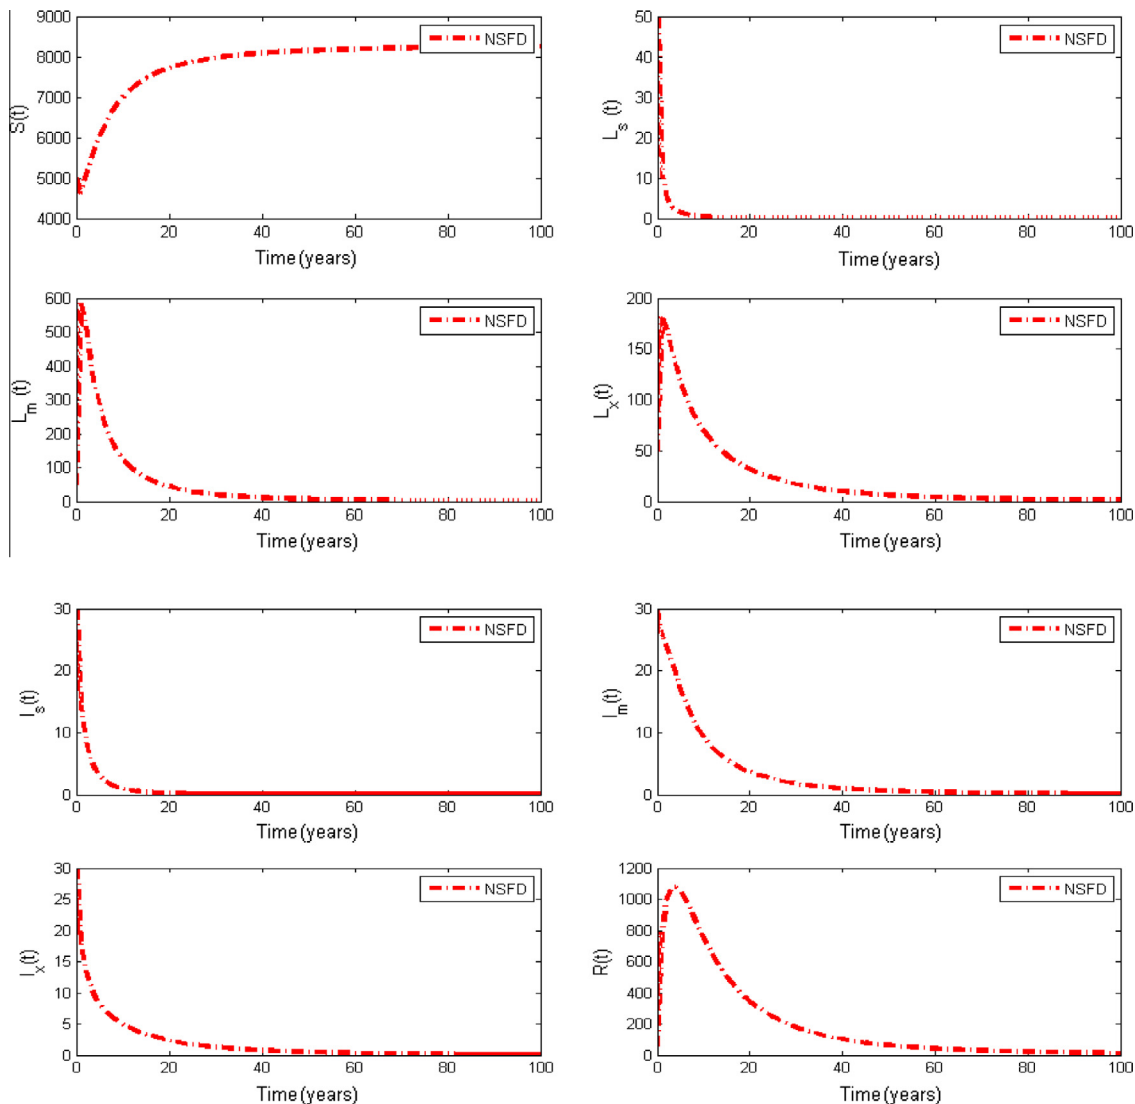 9000
8000
7000
6000
5000
4000
S(t)
NSFD
0 20 40 60 80 100
Time (years)
50
40
30
20
10
0
L_s (t)
NSFD
0 20 40 60 80 100
Time (years)
600
500
400
300
200
100
0
L_m (t)
NSFD
0 20 40 60 80 100
Time (years)
200
150
100
50
0
L_x(t)
NSFD
0 20 40 60 80 100
Time (years)
30
20
10
0
I_s(t)
NSFD
0 20 40 60 80 100
Time (years)
30
20
10
0
I_m(t)
NSFD
0 20 40 60 80 100
Time (years)
30
25
20
15
10
5
0
I_x(t)
NSFD
0 20 40 60 80 100
Time (years)
1200
1000
800
600
400
200
0
R(t)
NSFD
0 20 40 60 80 100
Time (years)